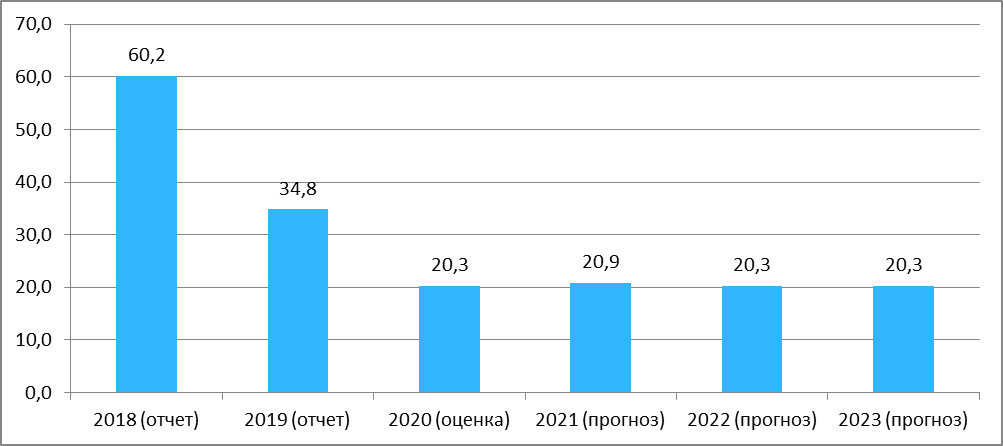 70,0
60,0
50,0
40,0
30,0
20,0
10,0
0,0
60,2
34,8
20,3
20,9
20,3
20,3
2018 (отчет)
2019 (отчет)
2020 (оценка)
2021 (прогноз)
2022 (прогноз)
2023 (прогноз)